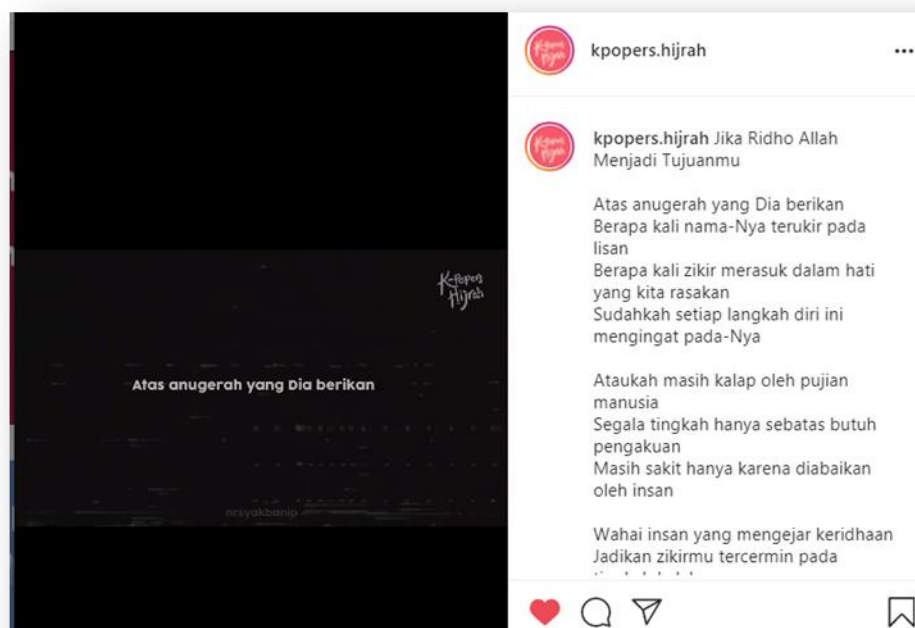 K-Popers
Hijrah
Atas anugerah yang Dia berikan
nrsyakbanip
kpopers.hijrah
kpopers.hijrah Jika Ridho Allah
Menjadi Tujuanmu
Atas anugerah yang Dia berikan
Berapa kali nama-Nya terukir pada
lisan
Berapa kali zikir merasuk dalam hati
yang kita rasakan
Sudahkah setiap langkah diri ini
mengingat pada-Nya
Ataukah masih kalap oleh pujian
manusia
Segala tingkah hanya sebatas butuh
pengakuan
Masih sakit hanya karena diabaikan
oleh insan
Wahai insan yang mengejar keridhaan
Jadikan zikirmu tercermin pada